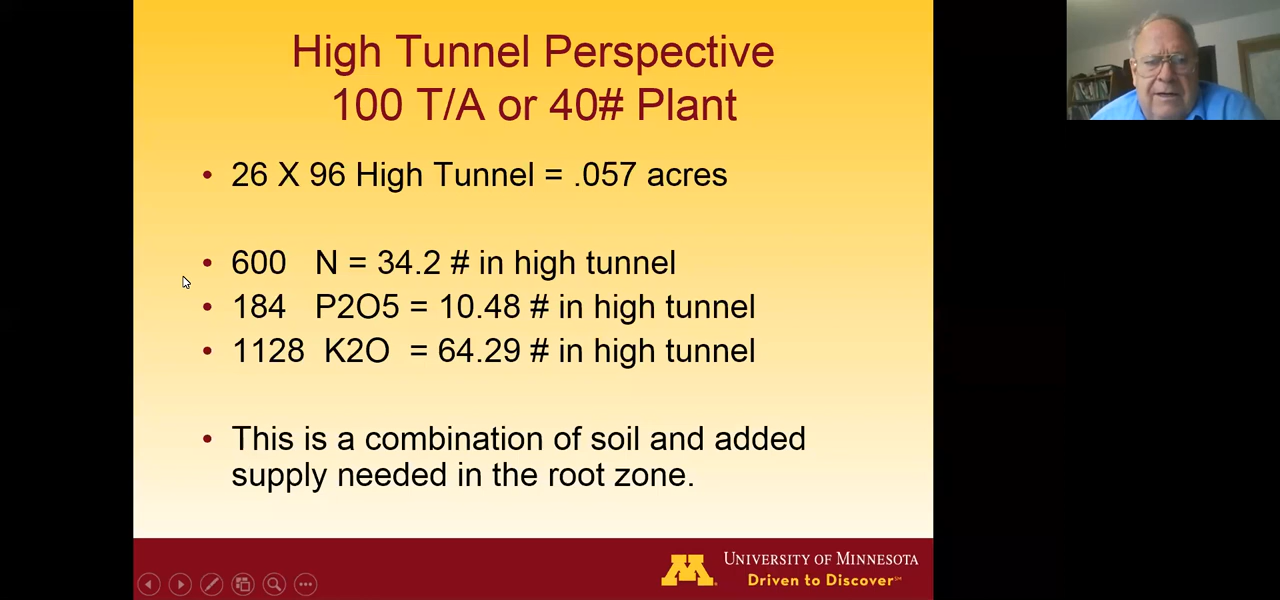 High Tunnel Perspective
100 T/A or 40# Plant
• 26 X 96 High Tunnel = .057 acres
• 600 N = 34.2 # in high tunnel
• 184 P2O5 = 10.48 # in high tunnel
• 1128 K2O = 64.29 # in high tunnel
• This is a combination of soil and added
supply needed in the root zone.
M
UNIVERSITY OF MINNESOTA
Driven to Discover℠